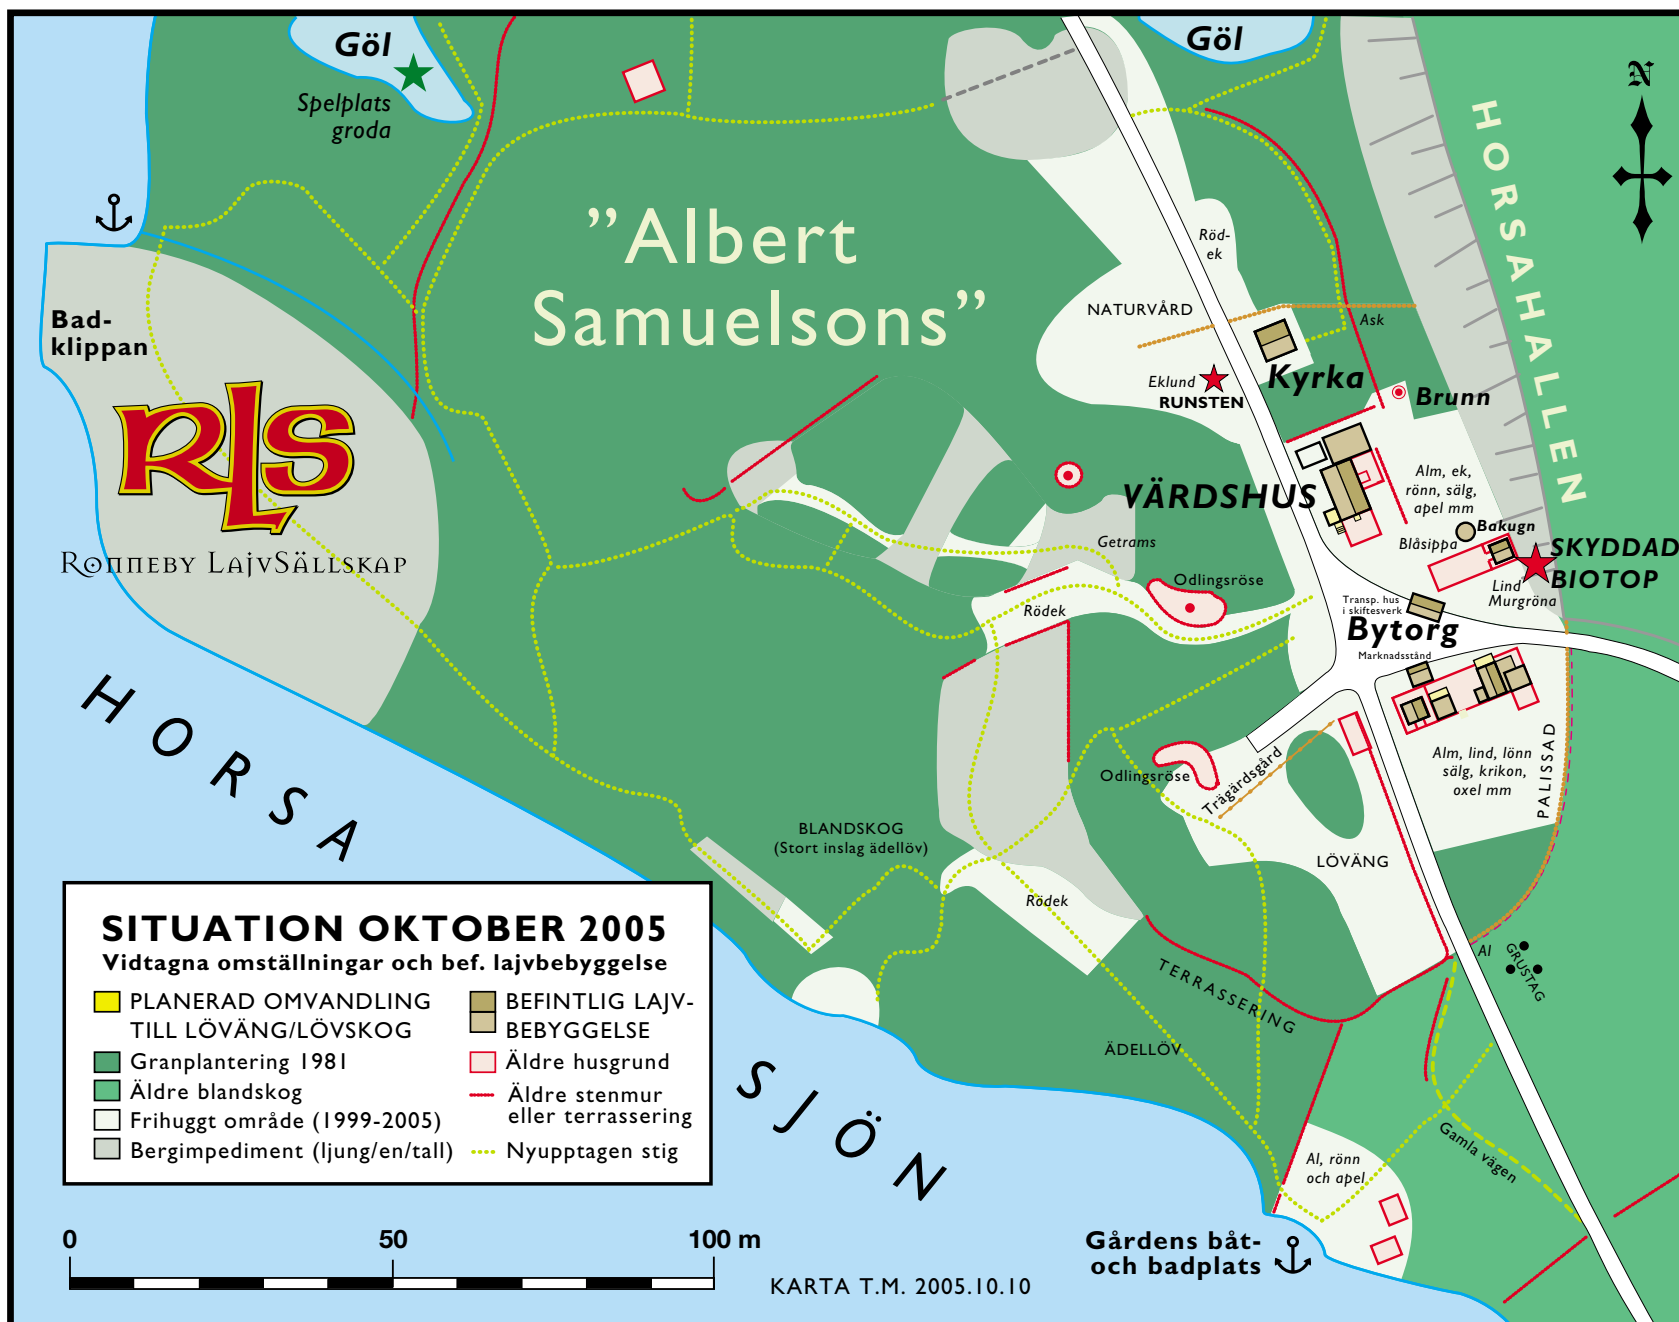 Göl
Göl
Spelplats
groda
N
HORSAHALLEN
"Albert
Samuelsons"
Röd-
ek
NATURVÅRD
Ask
Bad-
klippan
Kyrka
Eklund
RUNSTEN
Brunn
RLS
RONNEBY LAJVSÄLLSKAP
VÄRDSHUS
Alm, ek,
rönn, sälg,
apel mm
Bakugn
Blåsippa
SKYDDAD
BIOTOP
Getrams
Odlingsröse
Lind
Murgröna
Rödek
Transp. hus
i skiftesverk
Bytorg
Marknadsstånd
HORSA
SJÖN
Odlingsröse
Trägårdsgård
Alm, lind, lönn
sälg, krikon,
oxel mm
PALISSAD
BLANDSKOG
(Stort inslag ädellöv)
LÖVÄNG
Rödek
TERRASSERING
Al
GRUSTAG
ÄDELLÖV
Gamla vägen
Al, rönn
och apel
Gårdens båt-
och badplats
SITUATION OKTOBER 2005
Vidtagna omställningar och bef. lajvbebyggelse
PLANERAD OMVANDLING
TILL LÖVÄNG/LÖVSKOG
Granplantering 1981
Äldre blandskog
Frihuggt område (1999-2005)
Bergimpediment (ljung/en/tall)
BEFINTLIG LAJV-
BEBYGGELSE
Äldre husgrund
Äldre stenmur
eller terrassering
Nyupptagen stig
0 50 100 m
KARTA T.M. 2005.10.10